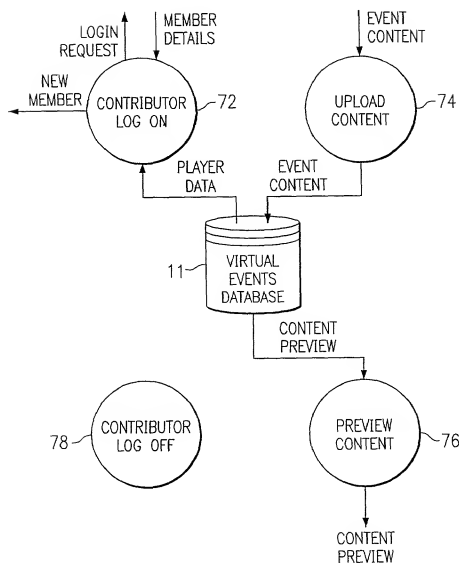 LOGIN
REQUEST
MEMBER
DETAILS
EVENT
CONTENT
NEW
MEMBER
CONTRIBUTOR
LOG ON
72
UPLOAD
CONTENT
74
PLAYER
DATA
EVENT
CONTENT
11
VIRTUAL
EVENTS
DATABASE
CONTENT
PREVIEW
78
CONTRIBUTOR
LOG OFF
PREVIEW
CONTENT
76
CONTENT
PREVIEW